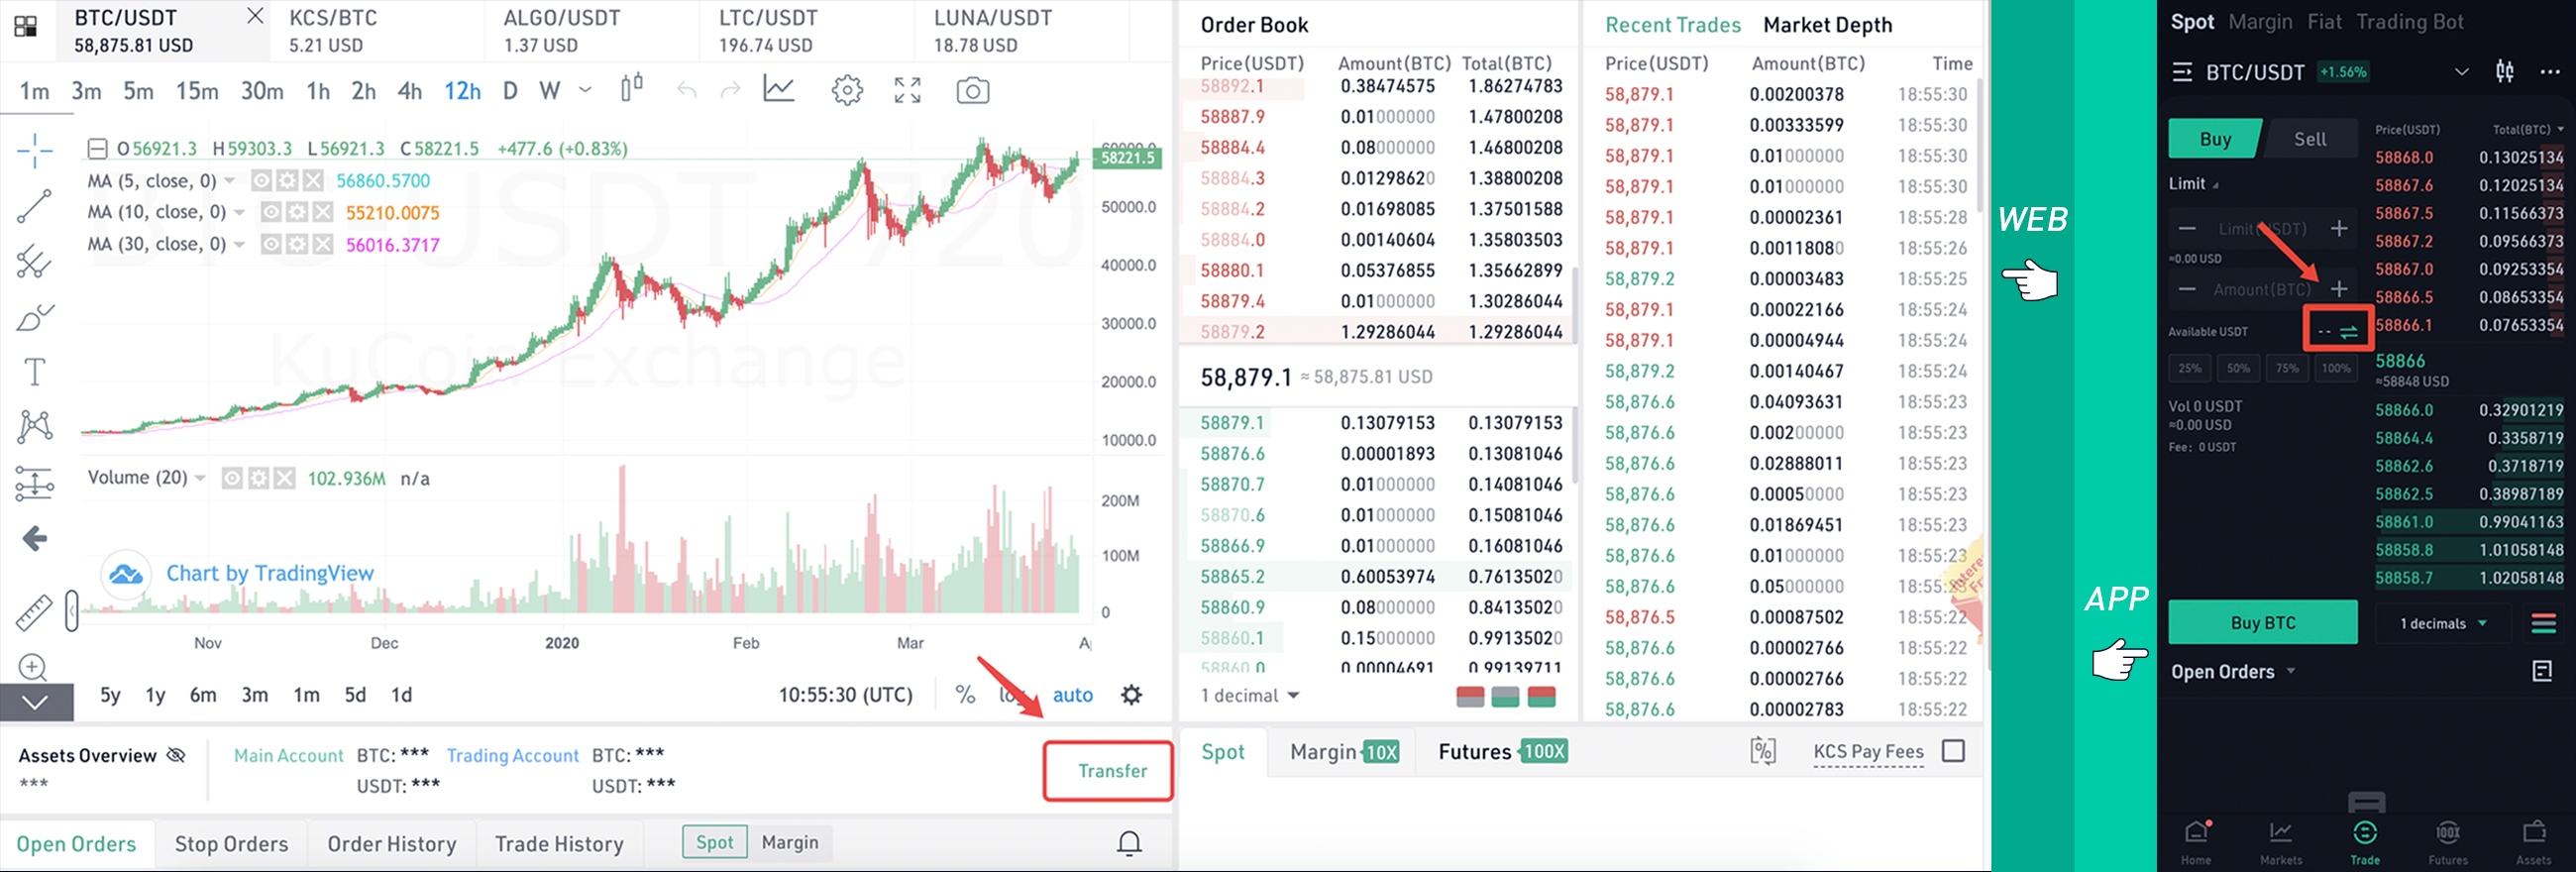 BTC/USDT
58,875.81 USD
KCS/BTC
5.21 USD
ALGO/USDT
1.37 USD
LTC/USDT
196.74 USD
LUNA/USDT
18.78 USD
1m 3m 5m 15m 30m 1h 2h 4h 12h D W
O56921.3 H59303.3 L56921.3 C58221.5 +477.6 (+0.83%)
MA (5, close, 0) 56860.5700
MA (10, close, 0) 55210.0075
MA (30, close, 0) 56016.3717
KuCoin Exchange
60000.0
58221.5
50000.0
40000.0
30000.0
20000.0
10000.0
Volume (20) 102.936M n/a
200M
100M
0
Chart by TradingView
Nov Dec 2020 Feb Mar
5y 1y 6m 3m 1m 5d 1d
10:55:30 (UTC) % log auto
Assets Overview
***
Main Account BTC: ***
USDT: ***
Trading Account BTC: ***
USDT: ***
Transfer
Open Orders Stop Orders Order History Trade History Spot Margin
Order Book
Price(USDT) Amount(BTC) Total(BTC)
58892.1 0.38474575 1.86274783
58887.9 0.01000000 1.47800208
58884.4 0.08000000 1.46800208
58884.3 0.01298620 1.38800208
58884.2 0.01698085 1.37501588
58884.0 0.00140604 1.35803503
58880.1 0.05376855 1.35662899
58879.4 0.01000000 1.30286044
58879.2 1.29286044 1.29286044
58,879.1 ≈ 58,875.81 USD
58879.1 0.13079153 0.13079153
58876.6 0.00001893 0.13081046
58870.7 0.01000000 0.14081046
58870.6 0.01000000 0.15081046
58866.9 0.01000000 0.16081046
58865.2 0.60053974 0.76135020
58860.9 0.08000000 0.84135020
58860.1 0.15000000 0.99135020
58860.0 0.00004691 0.99139711
1 decimal
Recent Trades Market Depth
Price(USDT) Amount(BTC) Time
58,879.1 0.00200378 18:55:30
58,879.1 0.00333599 18:55:30
58,879.1 0.01000000 18:55:30
58,879.1 0.01000000 18:55:30
58,879.1 0.00002361 18:55:28
58,879.1 0.00118080 18:55:26
58,879.2 0.00003483 18:55:25
58,879.1 0.00022166 18:55:24
58,879.1 0.00004944 18:55:24
58,879.2 0.00140467 18:55:24
58,876.6 0.04093631 18:55:23
58,876.6 0.00200000 18:55:23
58,876.6 0.02888011 18:55:23
58,876.6 0.00050000 18:55:23
58,876.6 0.01869451 18:55:23
58,876.6 0.01000000 18:55:23
58,876.6 0.05000000 18:55:23
58,876.5 0.00087502 18:55:22
58,876.6 0.00002766 18:55:22
58,876.6 0.00002766 18:55:22
58,876.6 0.00002783 18:55:22
Spot Margin 10X Futures 100X
KCS Pay Fees
WEB
APP
Spot Margin Fiat Trading Bot
BTC/USDT +1.56%
Buy Sell
Limit
Limit(USDT)
≈0.00 USD
Amount(BTC)
Available USDT --
25% 50% 75% 100%
Vol 0 USDT
≈0.00 USD
Fee: 0 USDT
Price(USDT) Total(BTC)
58868.0 0.13025134
58867.6 0.12025134
58867.5 0.11566373
58867.2 0.09566373
58867.0 0.09253354
58866.5 0.08653354
58866.1 0.07653354
58866
≈58848 USD
58866.0 0.32901219
58864.4 0.3358719
58862.6 0.3718719
58862.5 0.38987189
58861.0 0.99041163
58858.8 1.01058148
58858.7 1.02058148
Buy BTC
1 decimals
Open Orders
Home Markets Trade Futures Assets